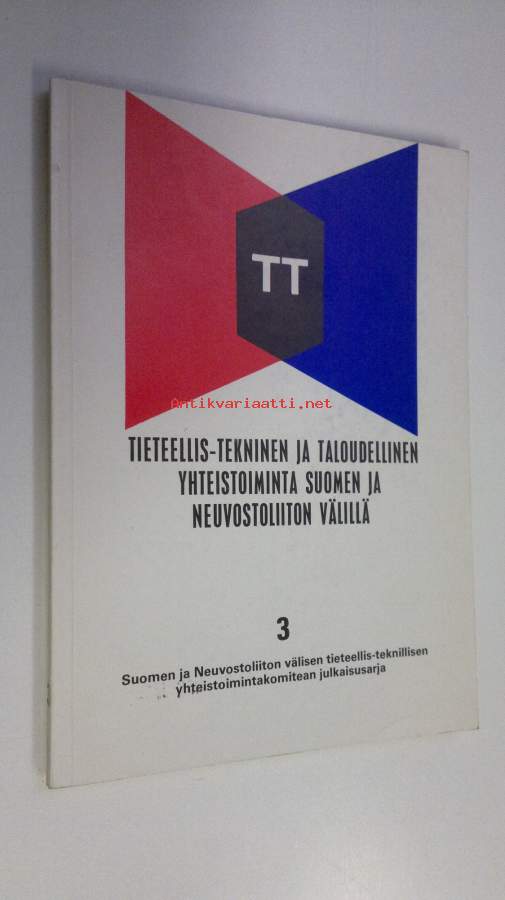 TT
Antikvariaatti.net
TIETEELLIS-TEKNINEN JA TALOUDELLINEN
YHTEISTOIMINTA SUOMEN JA
NEUVOSTOLIITON VÄLILLÄ
3
Suomen ja Neuvostoliiton välisen tieteellis-teknillisen
yhteistoimintakomitean julkaisusarja